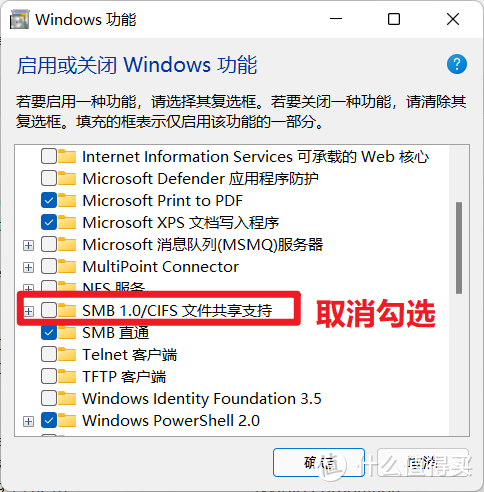 Windows 功能
启用或关闭 Windows 功能
?
若要启用一种功能，请选择其复选框。若要关闭一种功能，请清除其
复选框。填充的框表示仅启用该功能的一部分。
Internet Information Services 可承载的 Web 核心
Microsoft Defender 应用程序防护
Microsoft Print to PDF
Microsoft XPS 文档写入程序
Microsoft 消息队列(MSMQ)服务器
MultiPoint Connector
NFS 服务
SMB 1.0/CIFS 文件共享支持
取消勾选
SMB 直通
Telnet 客户端
TFTP 客户端
Windows Identity Foundation 3.5
Windows PowerShell 2.0
确定
取消
什么值得买